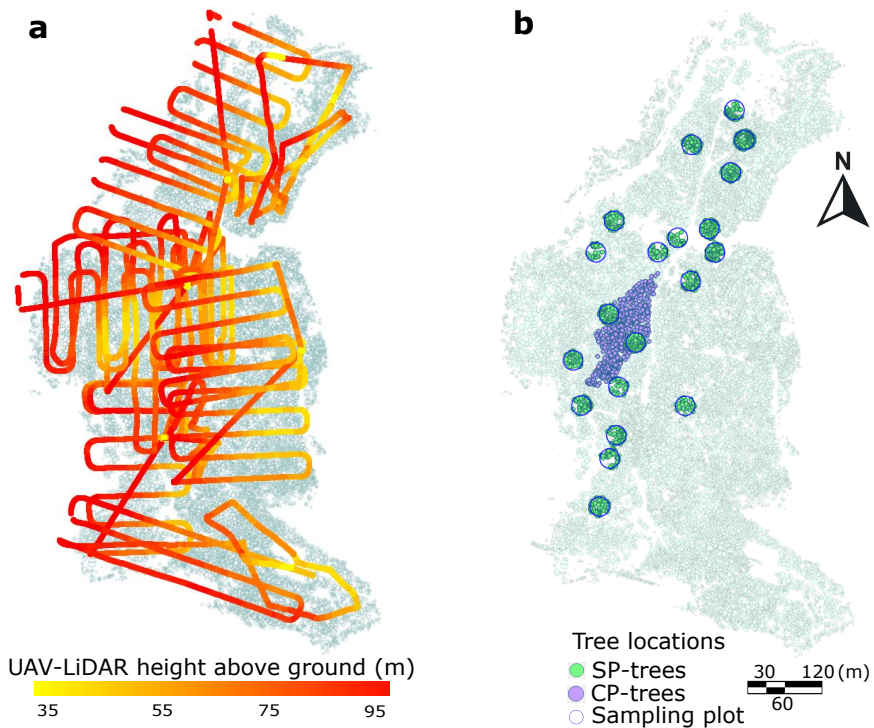 a
b
N
UAV-LiDAR height above ground (m)
35 55 75 95
Tree locations
SP-trees
CP-trees
Sampling plot
30 120 (m)
60